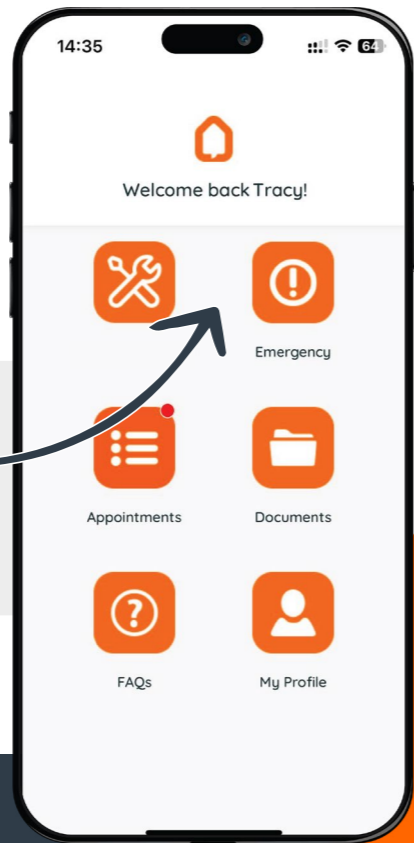 14:35
64
Welcome back Tracy!
Emergency
Appointments
Documents
FAQs
My Profile